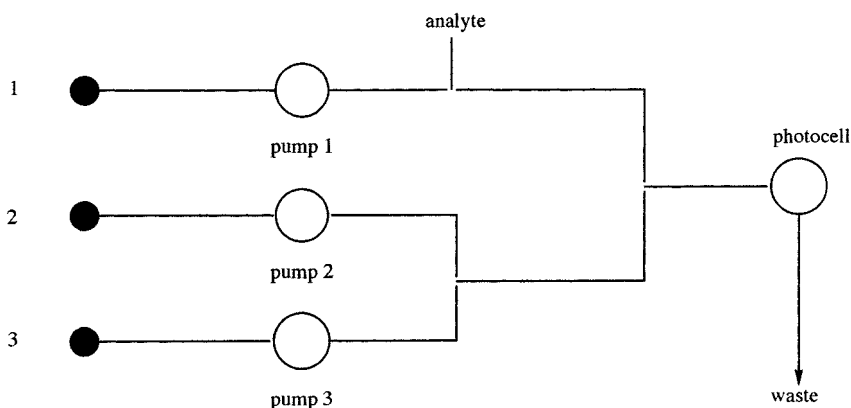 analyte
1
pump 1
photocell
2
pump 2
3
pump 3
waste